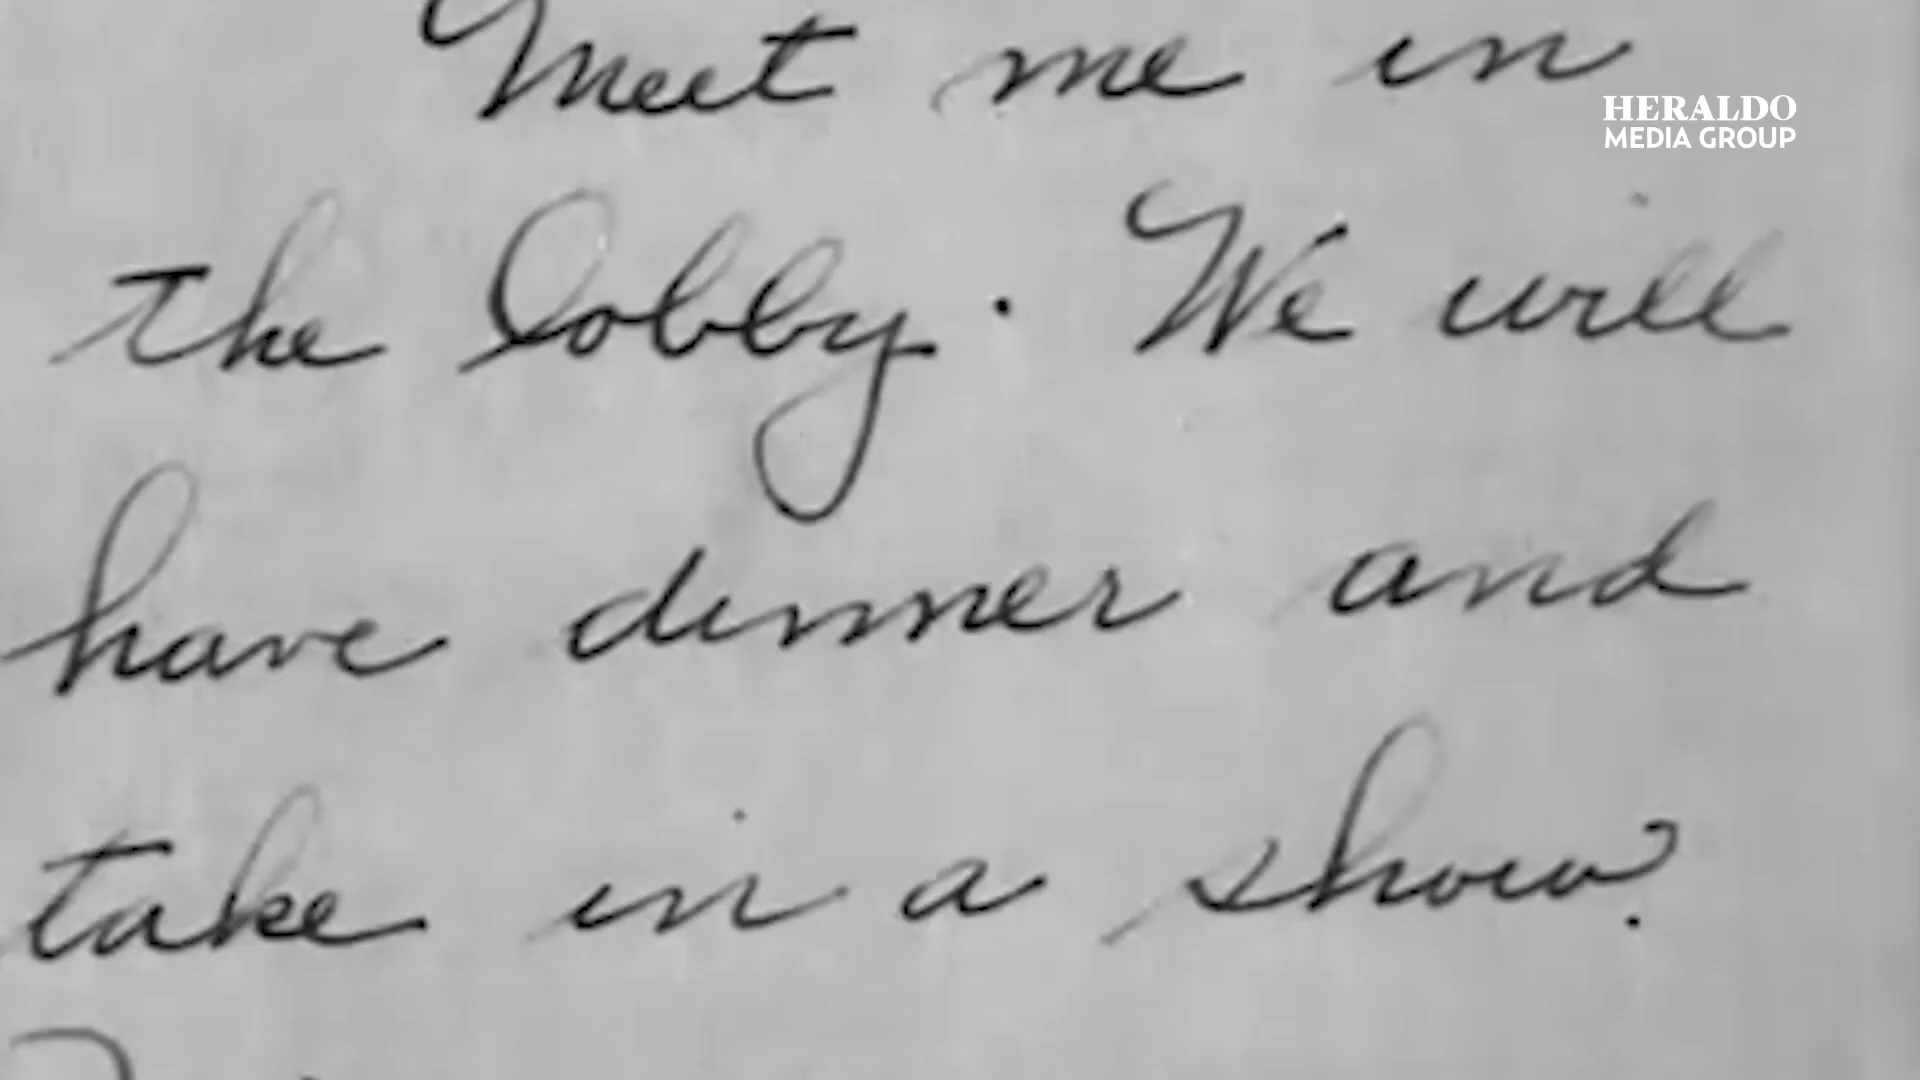 Meet me in
HERALDO
MEDIA GROUP
the lobby. We will
have dinner and
take in a show.